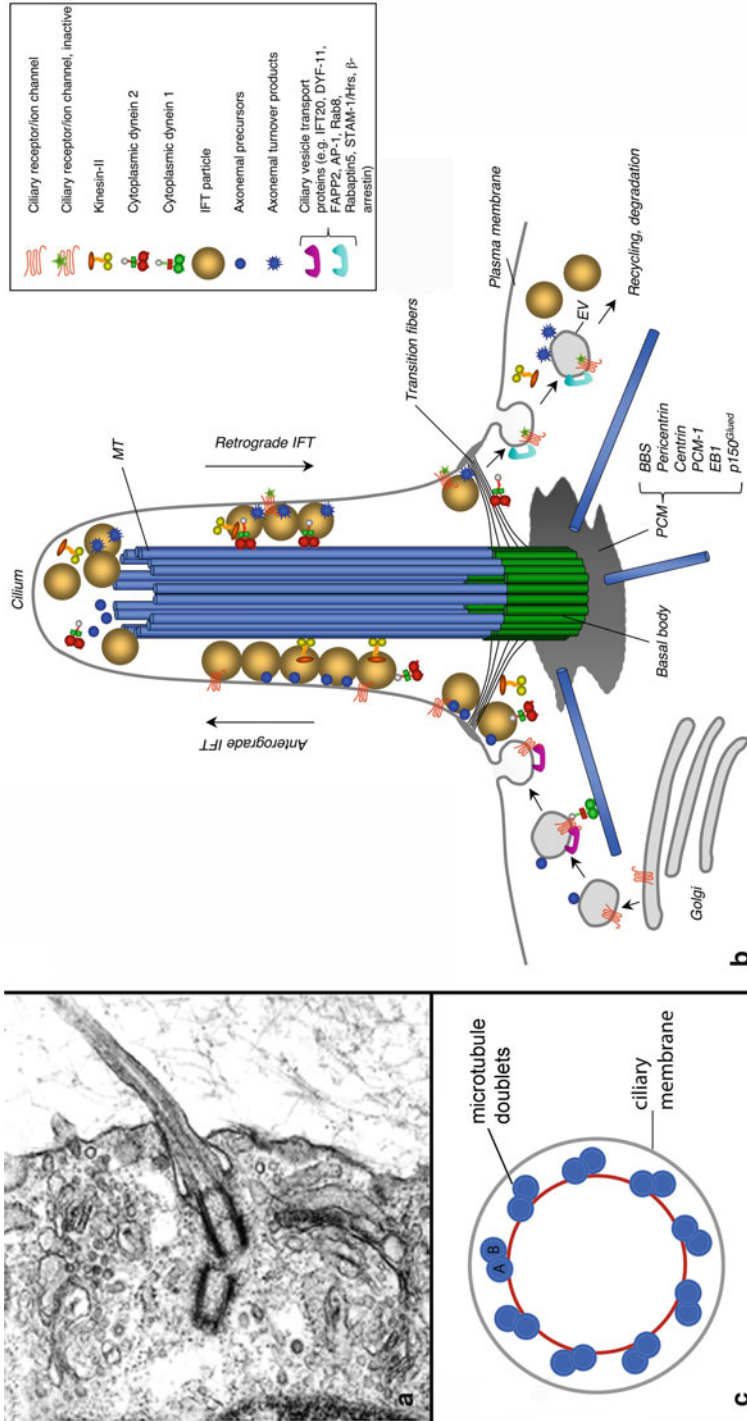 a
b
Cilium
MT
Anterograde IFT
Retrograde IFT
Transition fibers
Plasma membrane
EV
Recycling, degradation
Golgi
Basal body
PCM
BBS
Pericentrin
Centrin
PCM-1
EB1
p150Glued
Ciliary receptor/ion channel
Ciliary receptor/ion channel, inactive
Kinesin-II
Cytoplasmic dynein 2
Cytoplasmic dynein 1
IFT particle
Axonemal precursors
Axonemal turnover products
Ciliary vesicle transport
proteins (e.g. IFT20, DYF-11,
FAPP2, AP-1, Rab8,
Rabaptin5, STAM-1/Hrs, β-
arrestin)
c
A
B
microtubule
doublets
ciliary
membrane